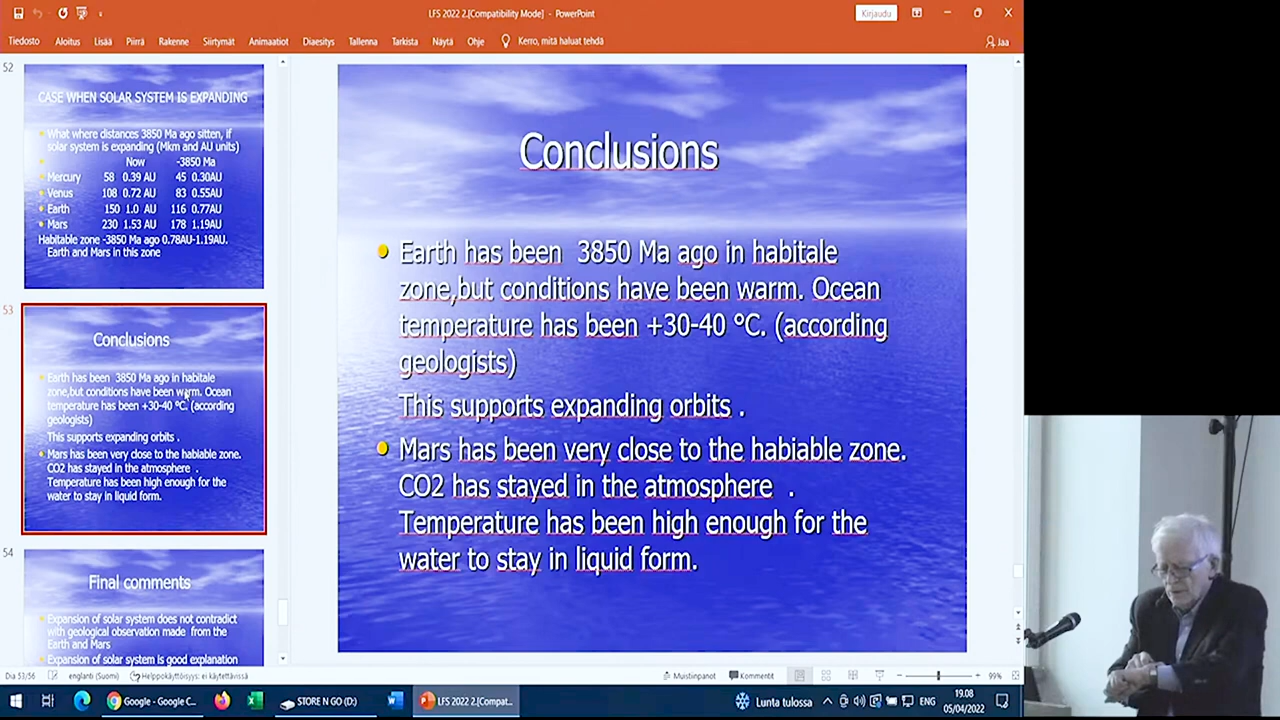 LFS 2022 2.[Compatibility Mode] - PowerPoint
Kirjaudu
Tiedosto Aloitus Lisää Piirrä Rakenne Siirtymät Animaatiot Diaesitys Tallenna Tarkista Näytä Ohje Kerro, mitä haluat tehdä Jaa
52
CASE WHEN SOLAR SYSTEM IS EXPANDING
What where distances 3850 Ma ago sitten, if
solar system is expanding (Mkm and AU units)
Now -3850 Ma
Mercury 58 0.39 AU 45 0.30AU
Venus 108 0.72 AU 83 0.55AU
Earth 150 1.0 AU 116 0.77AU
Mars 230 1.53 AU 178 1.19AU
Habitable zone -3850 Ma ago 0.78AU-1.19AU.
Earth and Mars in this zone
53
Conclusions
Earth has been 3850 Ma ago in habitale
zone,but conditions have been warm. Ocean
temperature has been +30-40 °C. (according
geologists)
This supports expanding orbits .
Mars has been very close to the habiable zone.
CO2 has stayed in the atmosphere .
Temperature has been high enough for the
water to stay in liquid form.
54
Final comments
Expansion of solar system does not contradict
with geological observation made from the
Earth and Mars
Expansion of solar system is good explanation
Conclusions
Earth has been 3850 Ma ago in habitale
zone,but conditions have been warm. Ocean
temperature has been +30-40 °C. (according
geologists)
This supports expanding orbits .
Mars has been very close to the habiable zone.
CO2 has stayed in the atmosphere .
Temperature has been high enough for the
water to stay in liquid form.
Dia 53/56 englanti (Suomi) Helppokäyttöisyys: ei käytettävissä Muistiinpanot Kommentit 99%
Google - Google C... STORE N GO (D:) LFS 2022 2.[Compat... Lunta tulossa ENG 19.08
05/04/2022